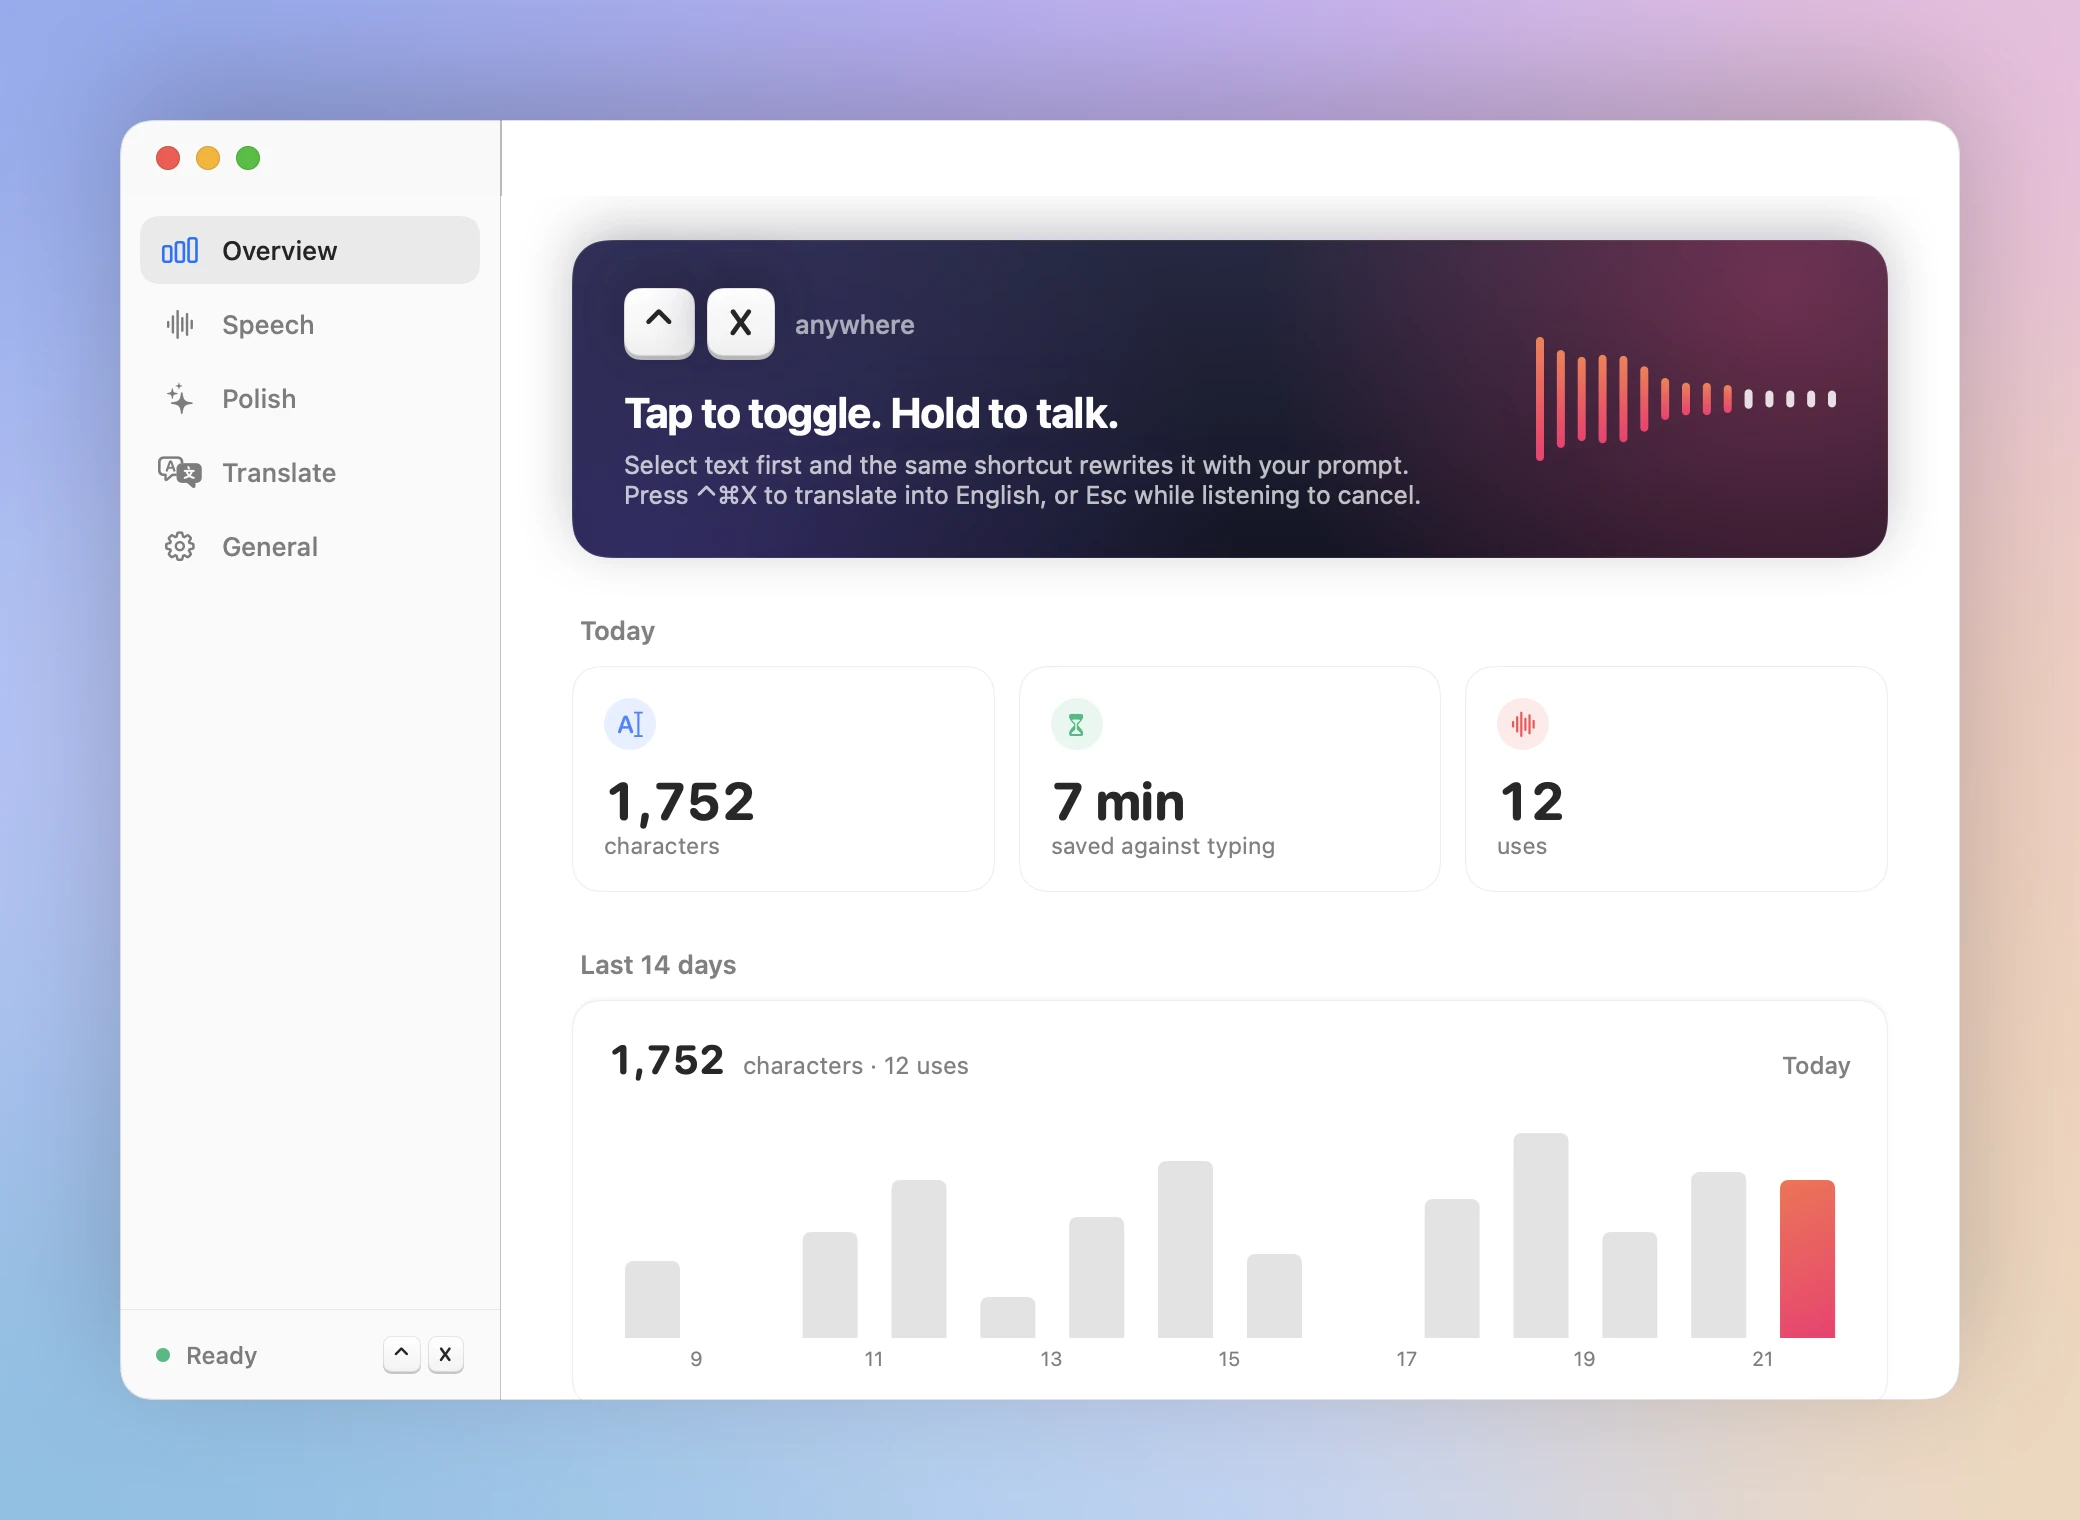 Overview
Speech
Polish
Translate
General
Ready
^ X
^ X anywhere
Tap to toggle. Hold to talk.
Select text first and the same shortcut rewrites it with your prompt.
Press ^⌘X to translate into English, or Esc while listening to cancel.
Today
1,752
characters
7 min
saved against typing
12
uses
Last 14 days
1,752 characters · 12 uses
Today
9 11 13 15 17 19 21